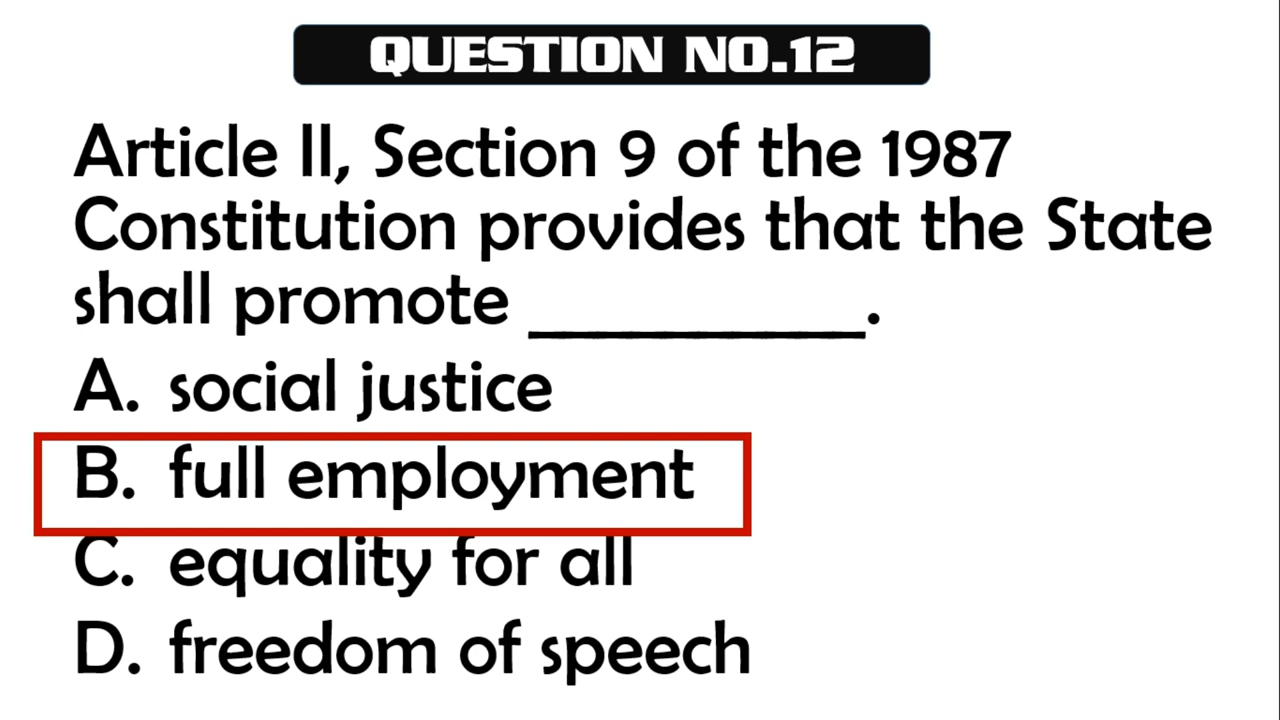 QUESTION NO.12
Article II, Section 9 of the 1987
Constitution provides that the State
shall promote __________.
A. social justice
B. full employment
C. equality for all
D. freedom of speech